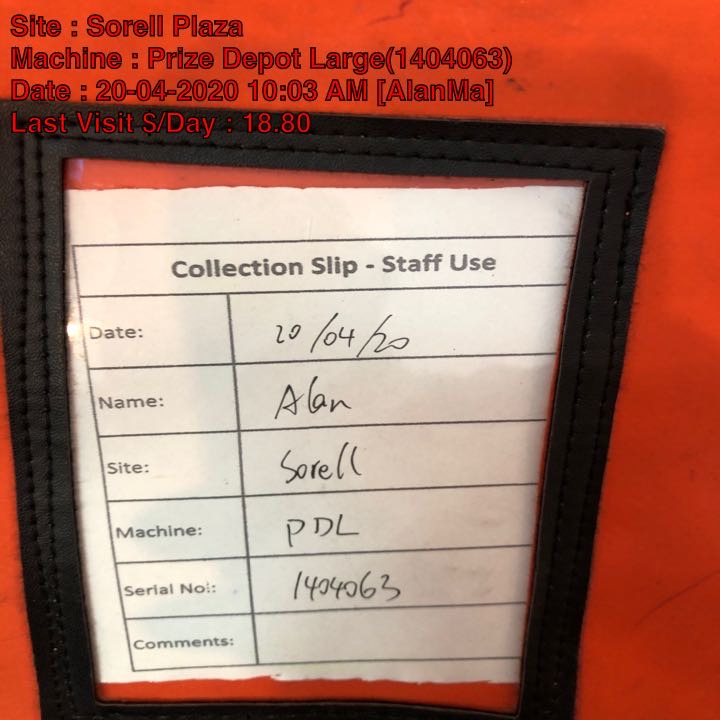 Site : Sorell Plaza
Machine : Prize Depot Large(1404063)
Date : 20-04-2020 10:03 AM [AlanMa]
Last Visit $/Day : 18.80
Collection Slip - Staff Use
Date: 20/04/20
Name: Alan
Site: Sorell
Machine: PDL
Serial No.: 1404063
Comments: